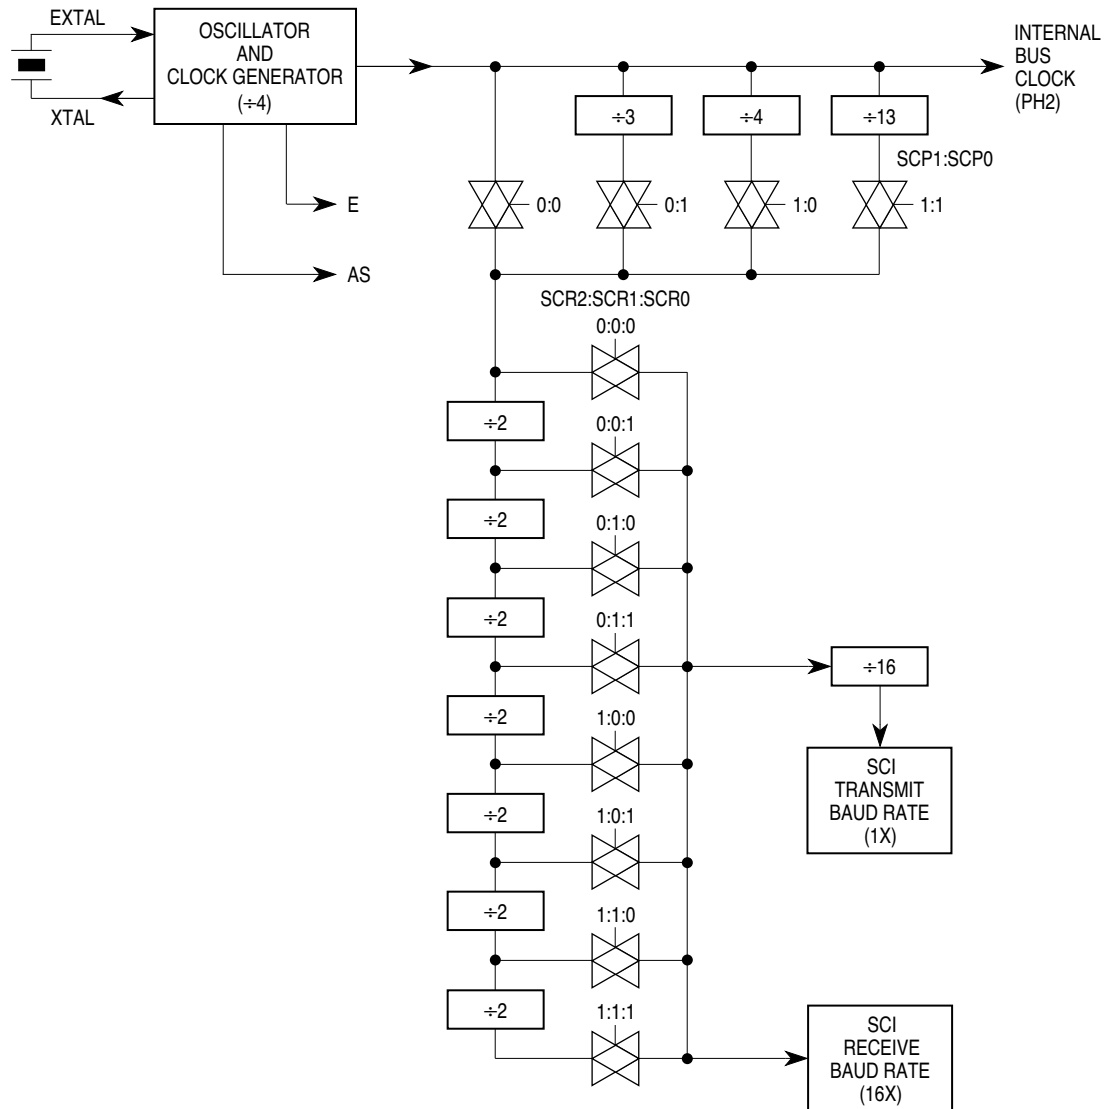 EXTAL
XTAL
OSCILLATOR
AND
CLOCK GENERATOR
(÷4)
INTERNAL
BUS
CLOCK
(PH2)
÷3
÷4
÷13
SCP1:SCP0
0:0
0:1
1:0
1:1
E
AS
SCR2:SCR1:SCR0
0:0:0
÷2
0:0:1
÷2
0:1:0
÷2
0:1:1
÷16
÷2
1:0:0
SCI
TRANSMIT
BAUD RATE
(1X)
÷2
1:0:1
÷2
1:1:0
÷2
1:1:1
SCI
RECEIVE
BAUD RATE
(16X)